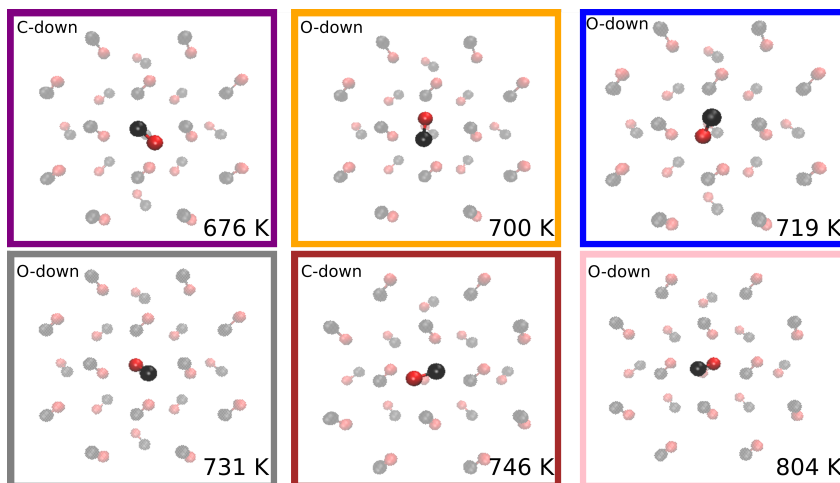 C-down
676 K
O-down
700 K
O-down
719 K
O-down
731 K
C-down
746 K
O-down
804 K